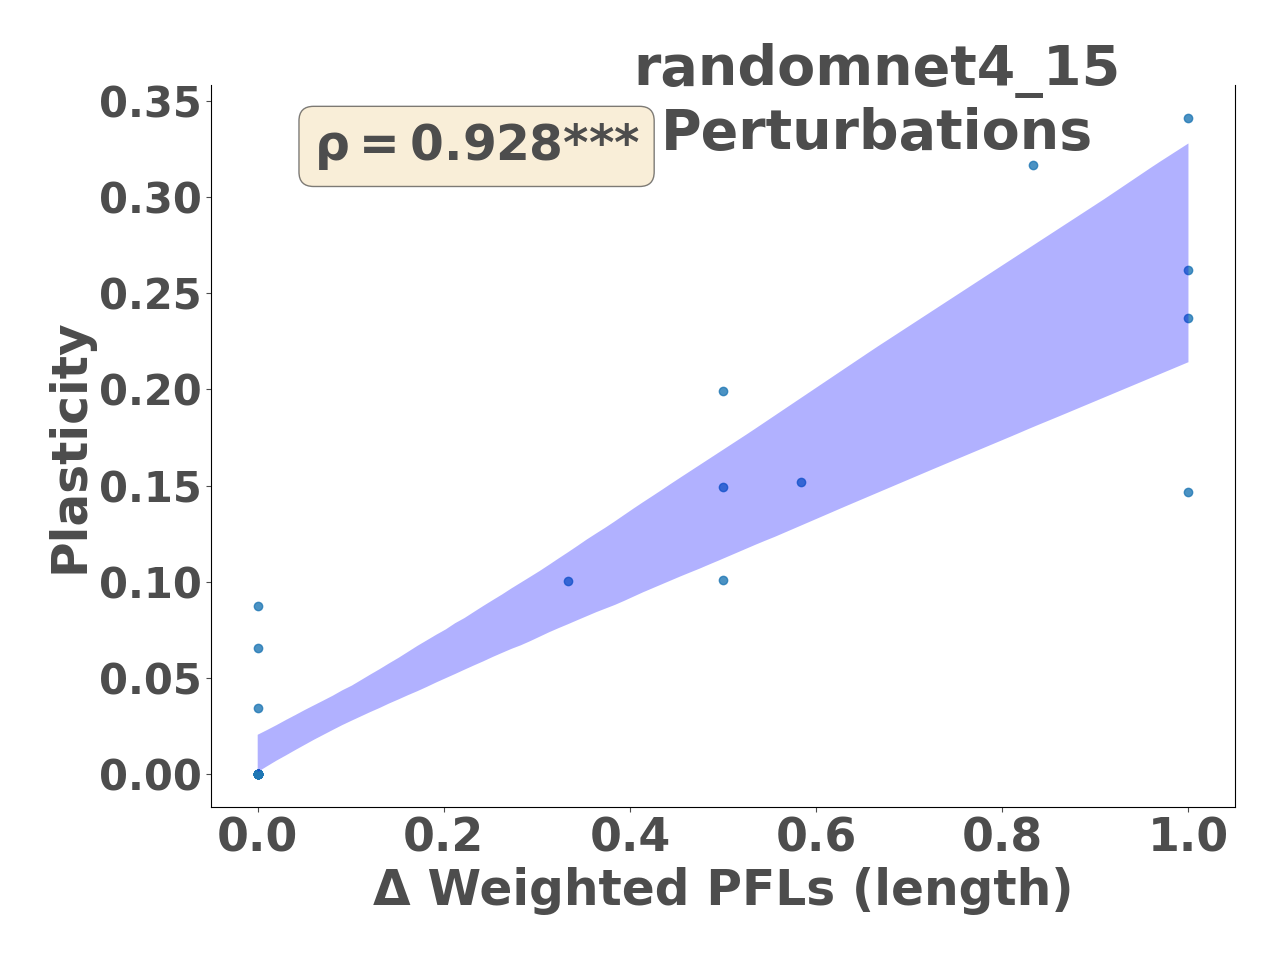 randomnet4_15
Perturbations
ρ = 0.928***
0.35
0.30
0.25
0.20
0.15
0.10
0.05
0.00
Plasticity
0.0 0.2 0.4 0.6 0.8 1.0
Δ Weighted PFLs (length)